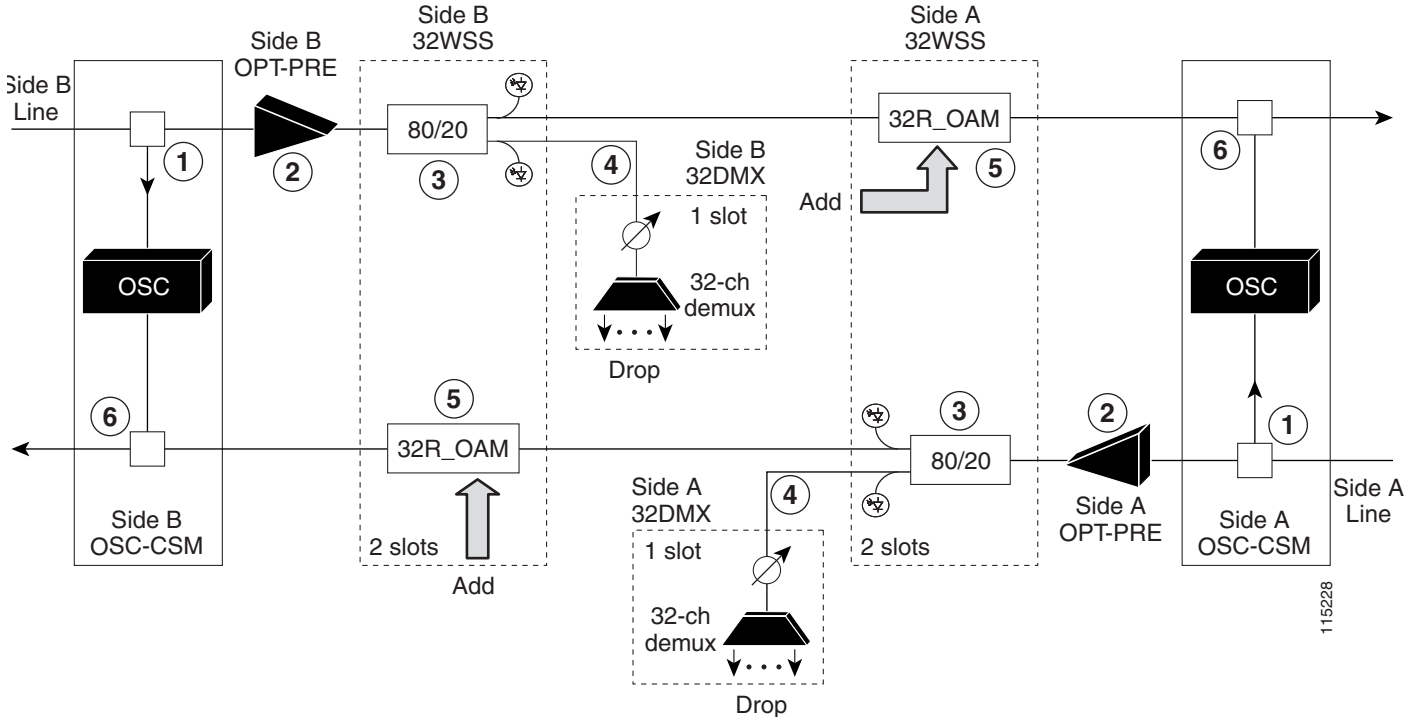 Side B
32WSS
Side A
32WSS
Side B
OPT-PRE
Side B
Line
1
2
80/20
3
4
Side B
32DMX
1 slot
32-ch
demux
Drop
32R_OAM
5
Add
6
OSC
OSC
6
5
32R_OAM
Add
2 slots
Side B
OSC-CSM
3
80/20
2
1
4
Side A
32DMX
1 slot
32-ch
demux
Drop
2 slots
Side A
OPT-PRE
Side A
OSC-CSM
Side A
Line
115228